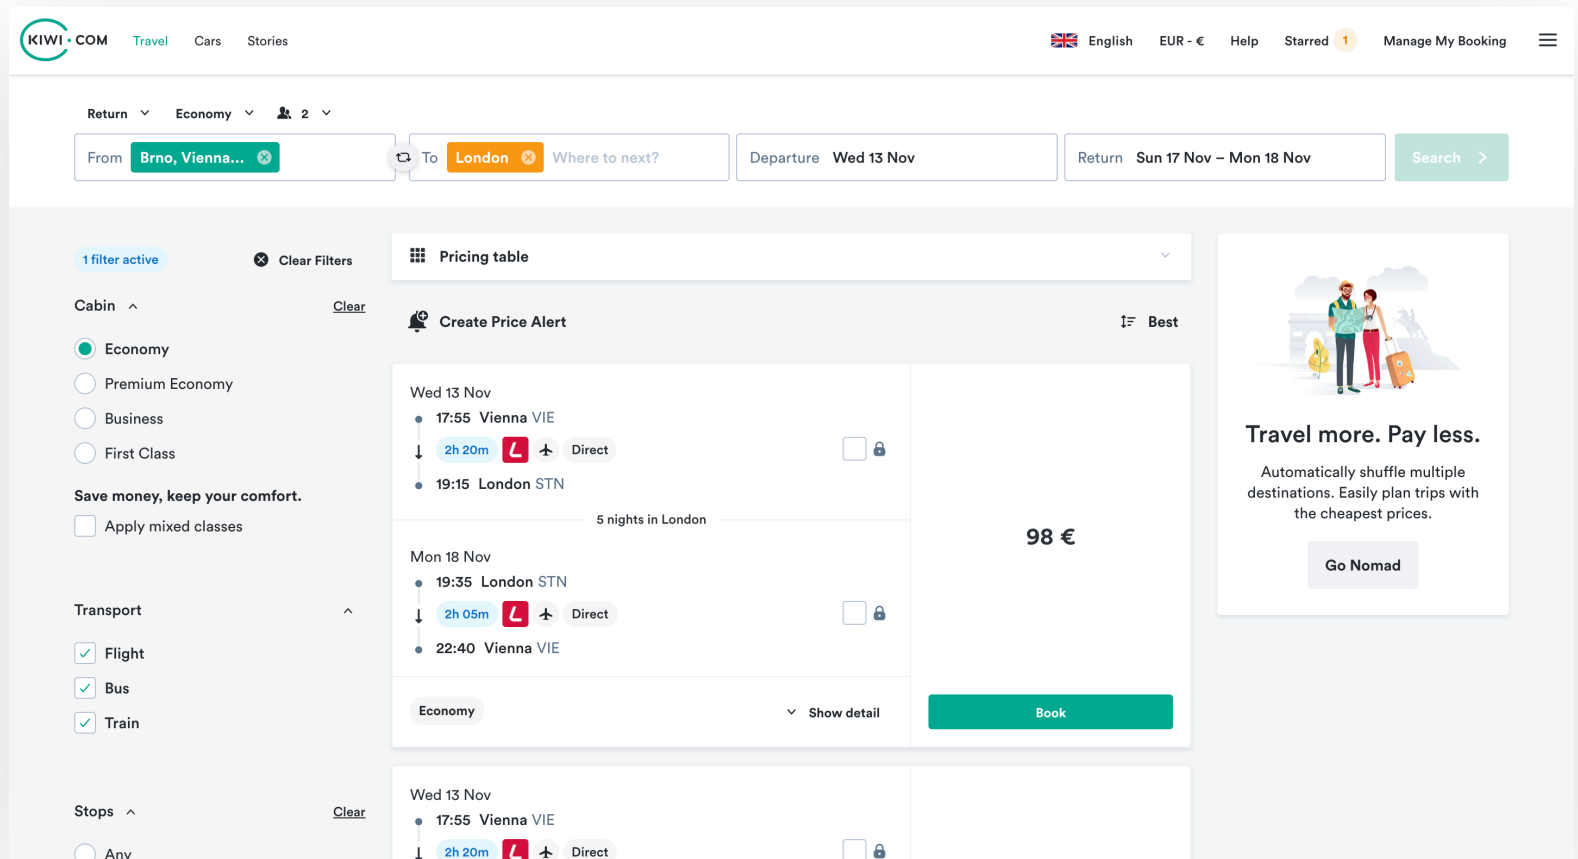 KIWI·COM Travel Cars Stories English EUR - € Help Starred 1 Manage My Booking
Return Economy 2
From Brno, Vienna... To London Where to next? Departure Wed 13 Nov Return Sun 17 Nov – Mon 18 Nov Search
1 filter active Clear Filters
Cabin Clear
Economy
Premium Economy
Business
First Class
Save money, keep your comfort.
Apply mixed classes
Transport
Flight
Bus
Train
Stops Clear
Any
Pricing table
Create Price Alert Best
Wed 13 Nov
17:55 Vienna VIE
2h 20m L Direct
19:15 London STN
5 nights in London
Mon 18 Nov
19:35 London STN
2h 05m L Direct
22:40 Vienna VIE
Economy Show detail
98 €
Book
Wed 13 Nov
17:55 Vienna VIE
2h 20m L Direct
Travel more. Pay less.
Automatically shuffle multiple
destinations. Easily plan trips with
the cheapest prices.
Go Nomad